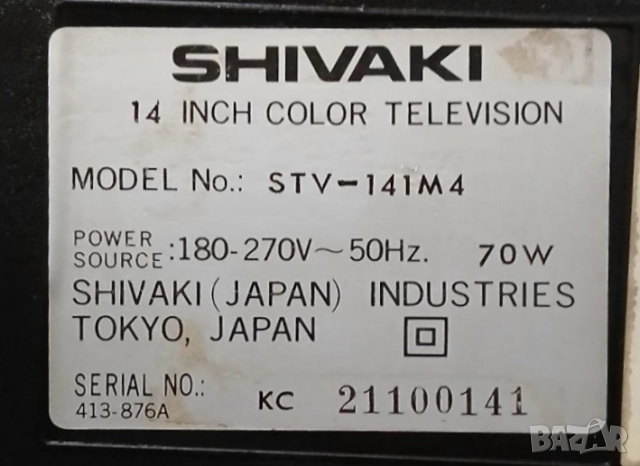 SHIVAKI
14 INCH COLOR TELEVISION
MODEL No.: STV-141M4
POWER SOURCE:180-270V~50Hz. 70W
SHIVAKI (JAPAN) INDUSTRIES
TOKYO, JAPAN
SERIAL NO.: KC 21100141
413-876A
BAZAR